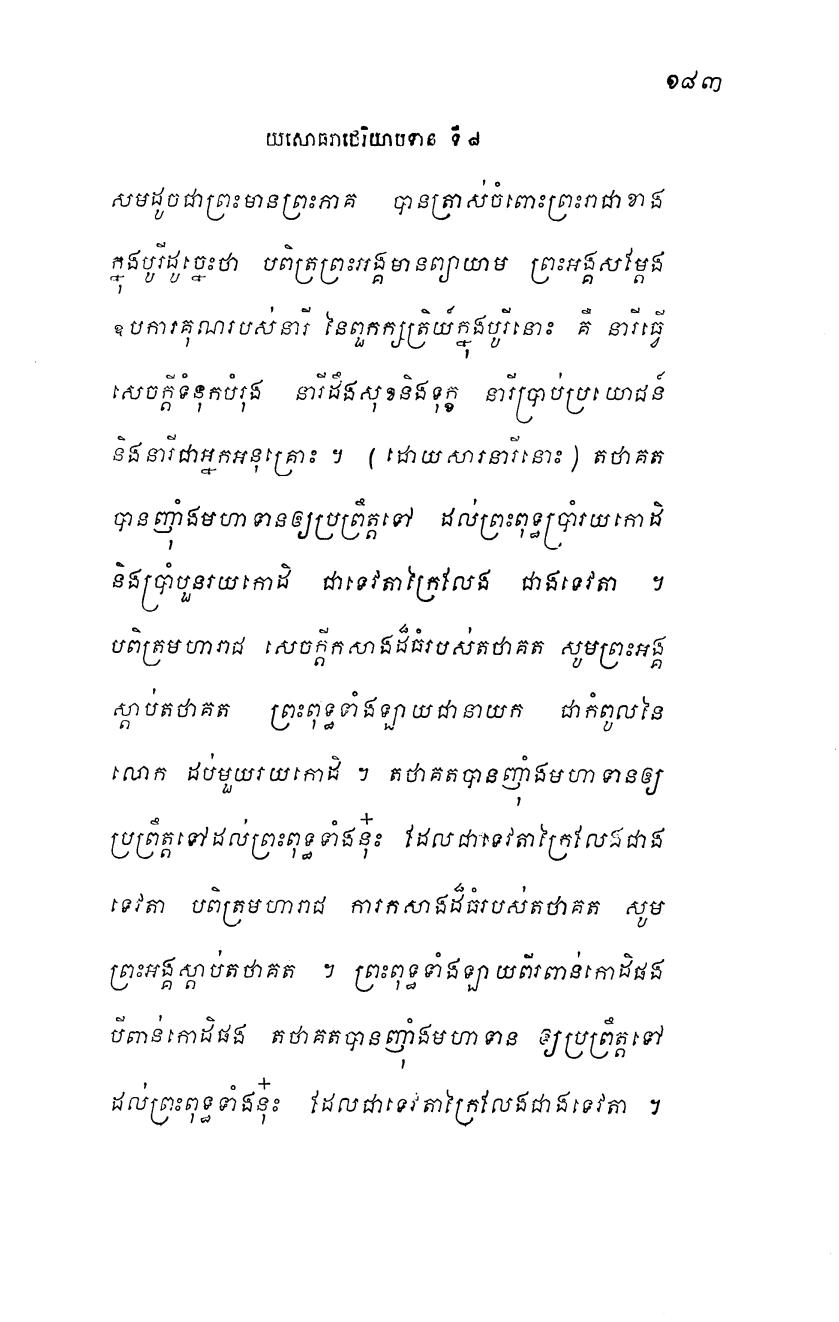 ១៨៣
យសោធរាថេរិយាបទាន ទី ៨
សមដូចជាព្រះមានព្រះភាគ បានត្រាស់ចំពោះព្រះរាជាខាង
ក្នុងបូរីដូច្នេះថា បពិត្រព្រះអង្គមានព្យាយាម ព្រះអង្គសម្តែង
ឧបការគុណរបស់នារី នៃពួកក្សត្រិយ៍ក្នុងបូរីនោះ គឺ នារីធ្វើ
សេចក្តីទំនុកបំរុង នារីដឹងសុខនិងទុក្ខ នារីប្រាប់ប្រយោជន៍
និងនារីជាអ្នកអនុគ្រោះ ។ (ដោយសារនារីនោះ) តថាគត
បានញុំាងមហាទានឲ្យប្រព្រឹត្តទៅ ដល់ព្រះពុទ្ធប្រាំរយកោដិ
និងប្រាំបួនរយកោដិ ជាទេវតាក្រៃលែង ជាងទេវតា ។
បពិត្រមហារាជ សេចក្តីកសាងដ៏ធំរបស់តថាគត សូមព្រះអង្គ
ស្តាប់តថាគត ព្រះពុទ្ធទាំងឡាយជានាយក ជាកំពូលនៃ
លោក ដប់មួយរយកោដិ ។ តថាគតបានញុំាងមហាទានឲ្យ
ប្រព្រឹត្តទៅដល់ព្រះពុទ្ធទាំងនុ៎ះ ដែលជាទេវតាក្រៃលែងជាង
ទេវតា បពិត្រមហារាជ ការកសាងដ៏ធំរបស់តថាគត សូម
ព្រះអង្គស្តាប់តថាគត ។ ព្រះពុទ្ធទាំងឡាយពីរពាន់កោដិផង
បីពាន់កោដិផង តថាគតបានញុំាងមហាទាន ឲ្យប្រព្រឹត្តទៅ
ដល់ព្រះពុទ្ធទាំងនុ៎ះ ដែលជាទេវតាក្រៃលែងជាងទេវតា ។